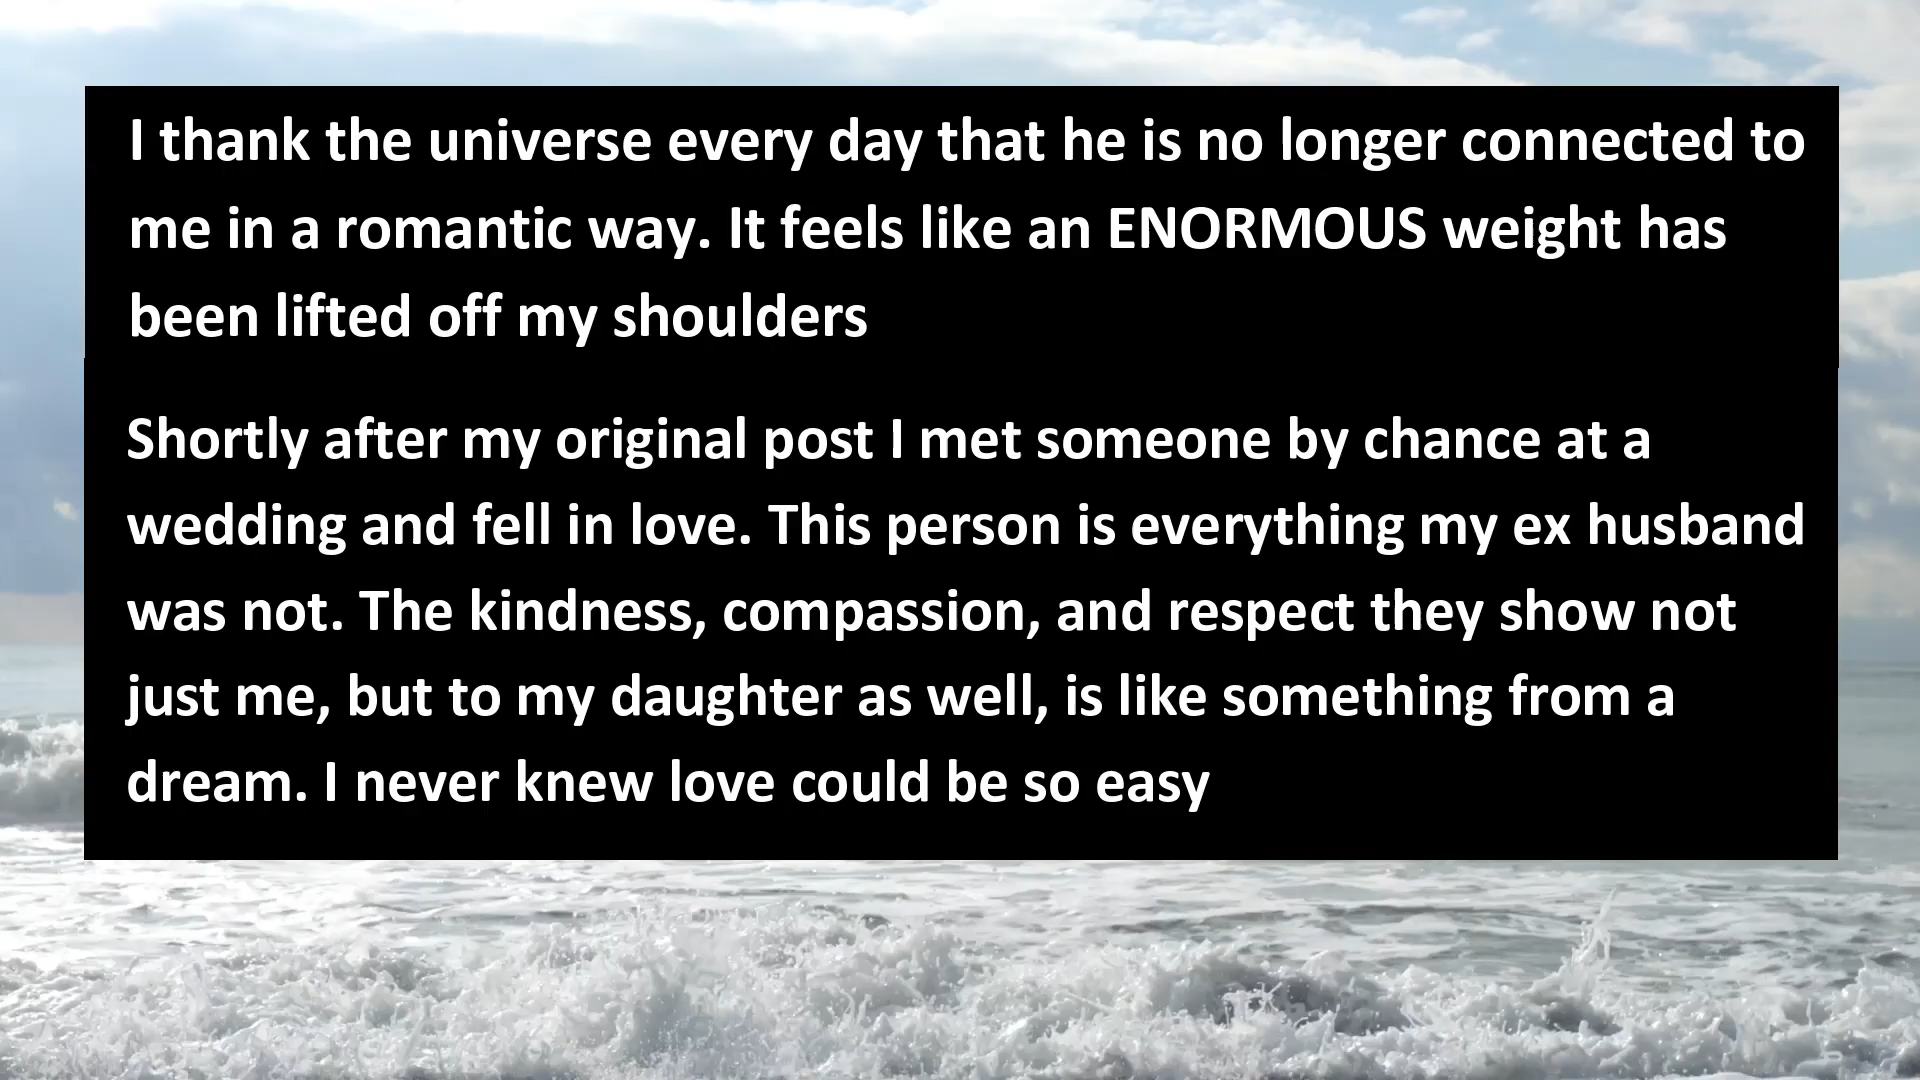 I thank the universe every day that he is no longer connected to
me in a romantic way. It feels like an ENORMOUS weight has
been lifted off my shoulders
Shortly after my original post I met someone by chance at a
wedding and fell in love. This person is everything my ex husband
was not. The kindness, compassion, and respect they show not
just me, but to my daughter as well, is like something from a
dream. I never knew love could be so easy